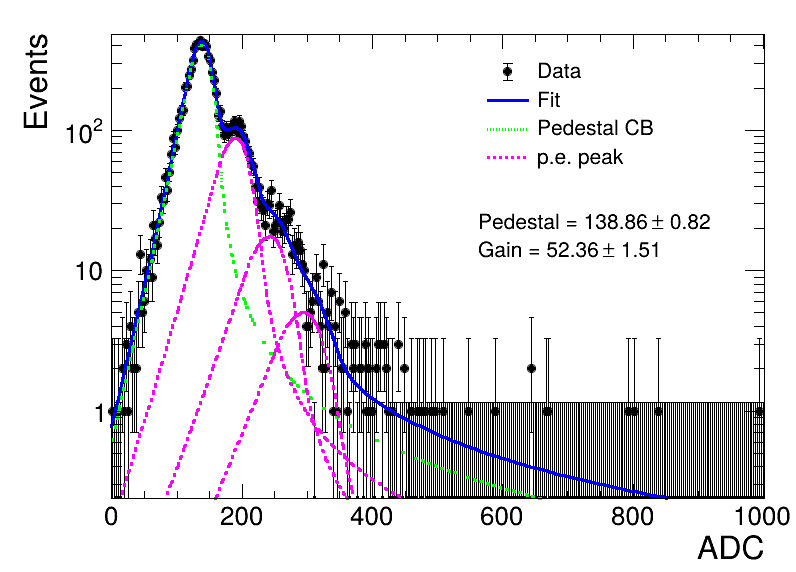 Events
10²
10
1
Data
Fit
Pedestal CB
p.e. peak
Pedestal = 138.86 ± 0.82
Gain = 52.36 ± 1.51
0 200 400 600 800 1000
ADC